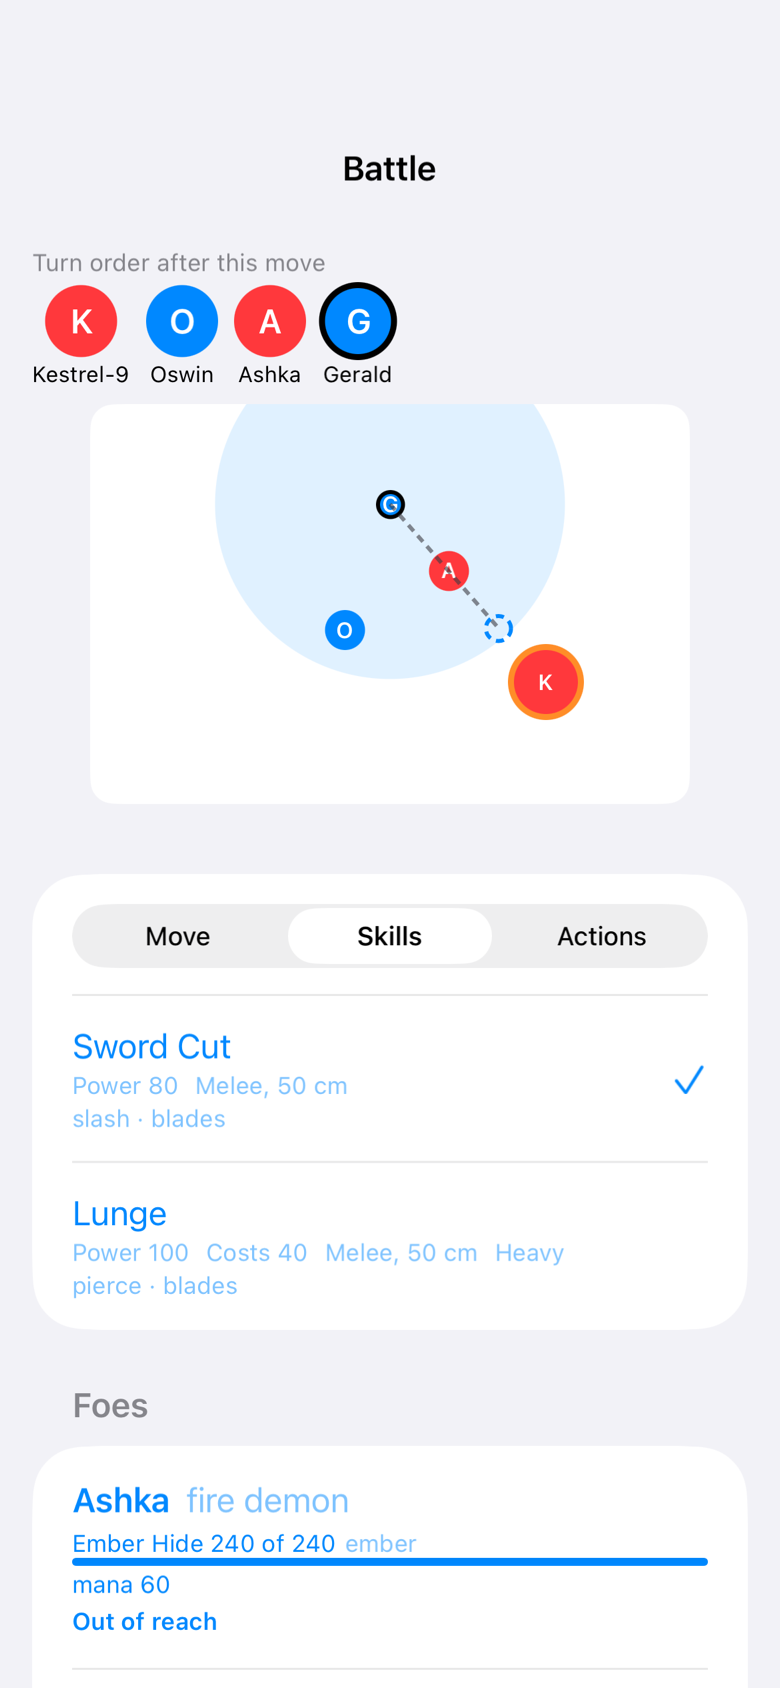 Battle
Turn order after this move
K O A G
Kestrel-9 Oswin Ashka Gerald
G
A
O
K
Move Skills Actions
Sword Cut
Power 80 Melee, 50 cm
slash · blades
Lunge
Power 100 Costs 40 Melee, 50 cm Heavy
pierce · blades
Foes
Ashka fire demon
Ember Hide 240 of 240 ember
mana 60
Out of reach